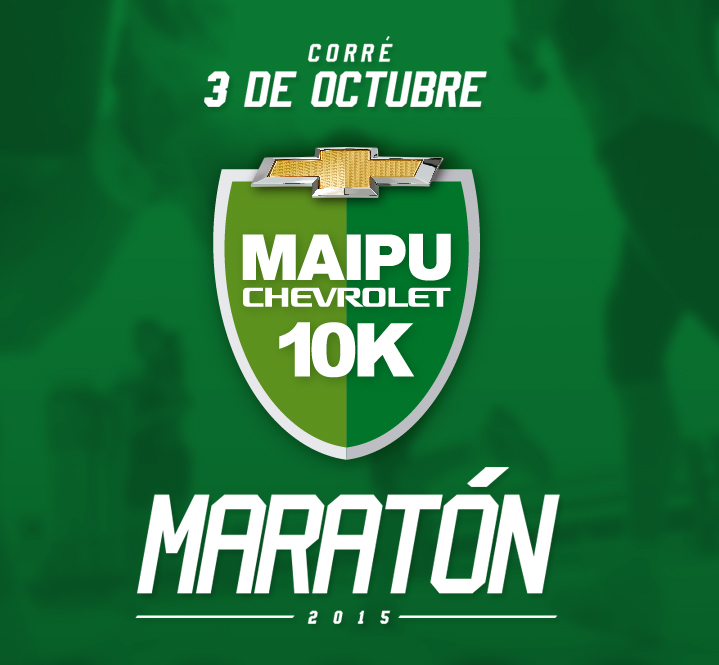 CORRÉ
3 DE OCTUBRE
MAIPU
CHEVROLET
10K
MARATÓN
2015